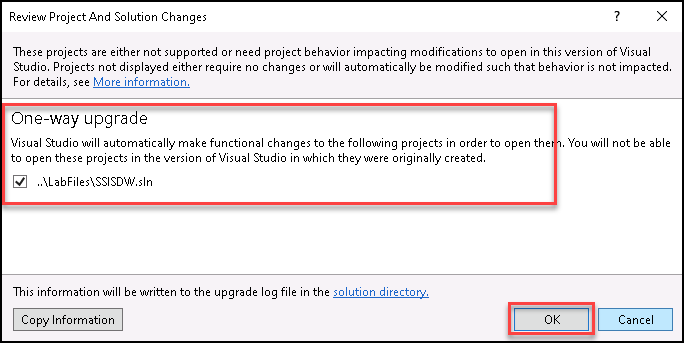 Review Project And Solution Changes
? ×
These projects are either not supported or need project behavior impacting modifications to open in this version of Visual
Studio. Projects not displayed either require no changes or will automatically be modified such that behavior is not impacted.
For details, see More information.
One-way upgrade
Visual Studio will automatically make functional changes to the following projects in order to open them. You will not be able
to open these projects in the version of Visual Studio in which they were originally created.
..\LabFiles\SSISDW.sln
This information will be written to the upgrade log file in the solution directory.
Copy Information OK Cancel